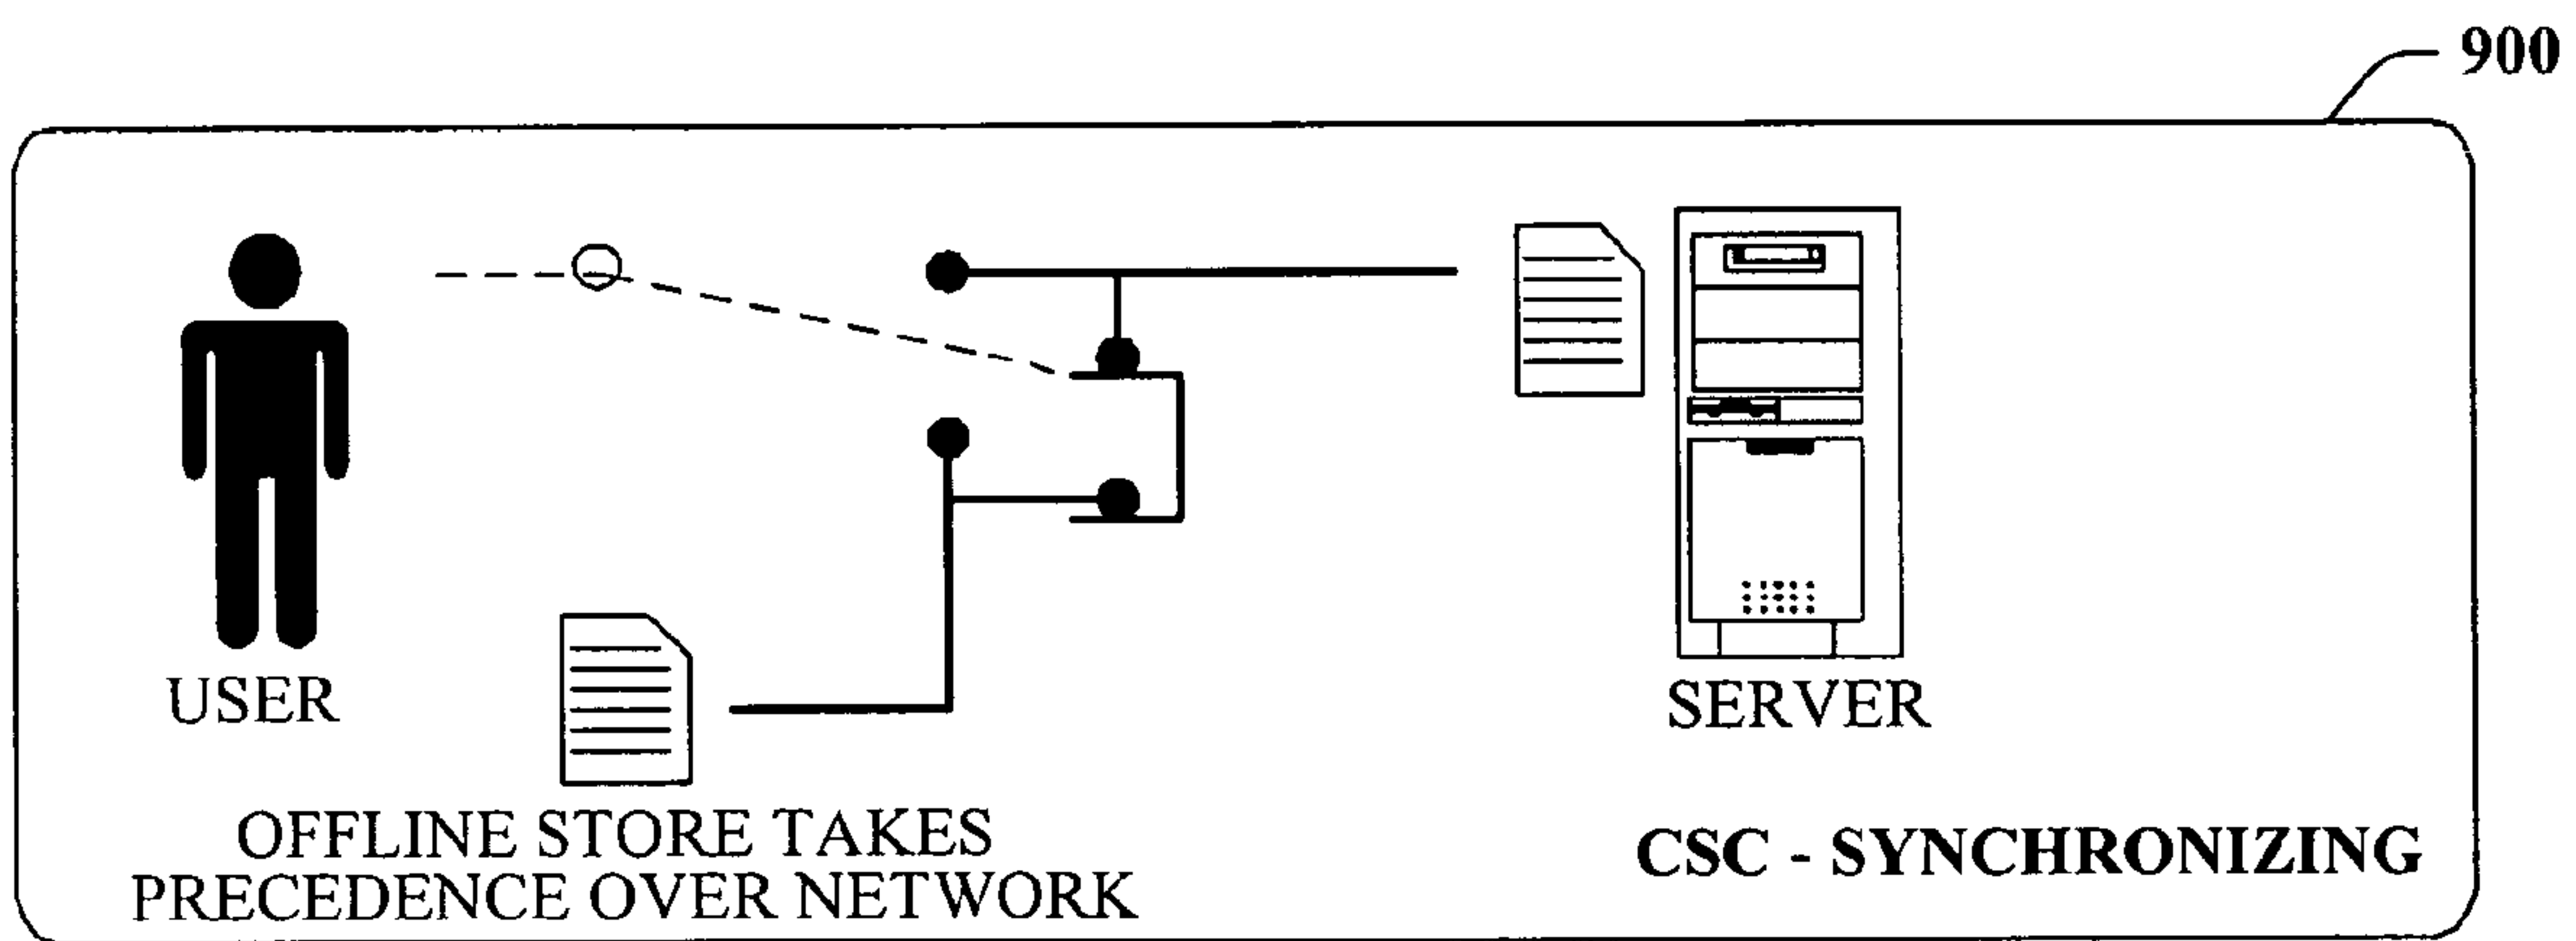 900
USER
SERVER
OFFLINE STORE TAKES
PRECEDENCE OVER NETWORK
CSC - SYNCHRONIZING